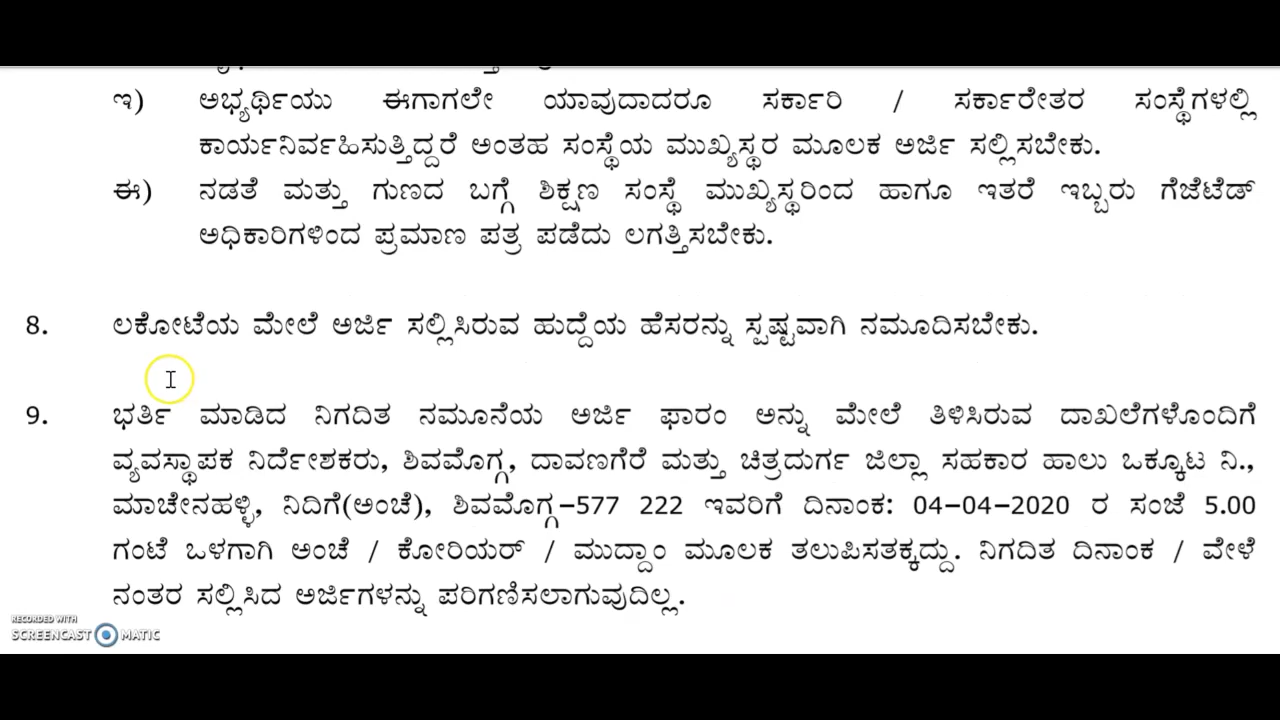 ಇ) ಅಭ್ಯರ್ಥಿಯು ಈಗಾಗಲೇ ಯಾವುದಾದರೂ ಸರ್ಕಾರಿ / ಸರ್ಕಾರೇತರ ಸಂಸ್ಥೆಗಳಲ್ಲಿ
ಕಾರ್ಯನಿರ್ವಹಿಸುತ್ತಿದ್ದರೆ ಅಂತಹ ಸಂಸ್ಥೆಯ ಮುಖ್ಯಸ್ಥರ ಮೂಲಕ ಅರ್ಜಿ ಸಲ್ಲಿಸಬೇಕು.
ಈ) ನಡತೆ ಮತ್ತು ಗುಣದ ಬಗ್ಗೆ ಶಿಕ್ಷಣ ಸಂಸ್ಥೆ ಮುಖ್ಯಸ್ಥರಿಂದ ಹಾಗೂ ಇತರೆ ಇಬ್ಬರು ಗೆಜೆಟೆಡ್
ಅಧಿಕಾರಿಗಳಿಂದ ಪ್ರಮಾಣ ಪತ್ರ ಪಡೆದು ಲಗತ್ತಿಸಬೇಕು.
8. ಲಕೋಟೆಯ ಮೇಲೆ ಅರ್ಜಿ ಸಲ್ಲಿಸಿರುವ ಹುದ್ದೆಯ ಹೆಸರನ್ನು ಸ್ಪಷ್ಟವಾಗಿ ನಮೂದಿಸಬೇಕು.
9. ಭರ್ತಿ ಮಾಡಿದ ನಿಗದಿತ ನಮೂನೆಯ ಅರ್ಜಿ ಫಾರಂ ಅನ್ನು ಮೇಲೆ ತಿಳಿಸಿರುವ ದಾಖಲೆಗಳೊಂದಿಗೆ
ವ್ಯವಸ್ಥಾಪಕ ನಿರ್ದೇಶಕರು, ಶಿವಮೊಗ್ಗ, ದಾವಣಗೆರೆ ಮತ್ತು ಚಿತ್ರದುರ್ಗ ಜಿಲ್ಲಾ ಸಹಕಾರ ಹಾಲು ಒಕ್ಕೂಟ ನಿ.,
ಮಾಚೇನಹಳ್ಳಿ, ನಿದಿಗೆ(ಅಂಚೆ), ಶಿವಮೊಗ್ಗ-577 222 ಇವರಿಗೆ ದಿನಾಂಕ: 04-04-2020 ರ ಸಂಜೆ 5.00
ಗಂಟೆ ಒಳಗಾಗಿ ಅಂಚೆ / ಕೋರಿಯರ್ / ಮುದ್ದಾಂ ಮೂಲಕ ತಲುಪಿಸತಕ್ಕದ್ದು. ನಿಗದಿತ ದಿನಾಂಕ / ವೇಳೆ
ನಂತರ ಸಲ್ಲಿಸಿದ ಅರ್ಜಿಗಳನ್ನು ಪರಿಗಣಿಸಲಾಗುವುದಿಲ್ಲ.
RECORDED WITH
SCREENCAST MATIC